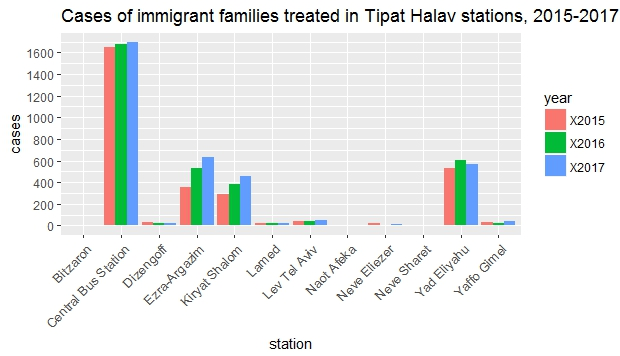 Cases of immigrant families treated in Tipat Halav stations, 2015-2017
1600
1400
1200
1000
800
600
400
200
0
cases
Bitzaron
Central Bus Station
Dizengoff
Ezra-Argazim
Kiryat Shalom
Lamed
Lev Tel Aviv
Naot Afeka
Neve Eliezer
Neve Sharet
Yad Eliyahu
Yaffo Gimel
station
year
X2015
X2016
X2017